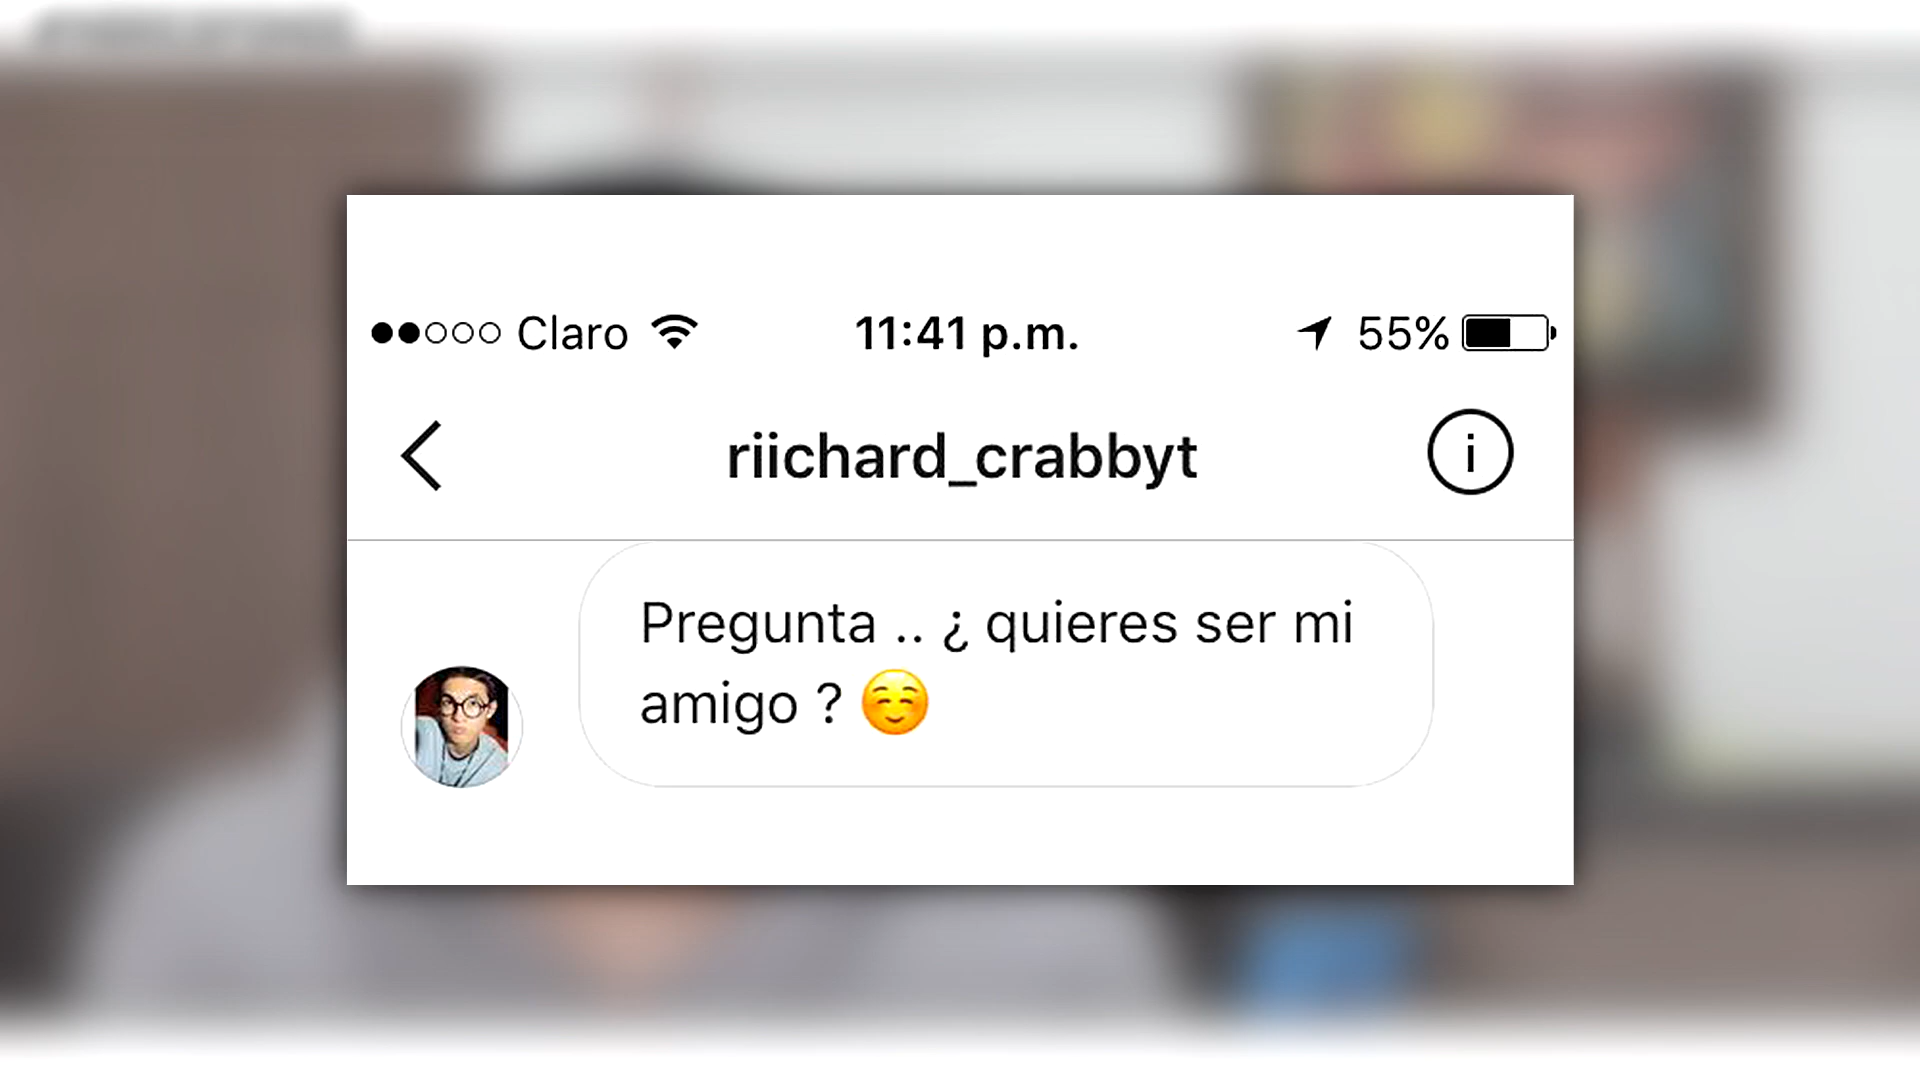 Claro 11:41 p.m. 55%
riichard_crabbyt
Pregunta .. ¿ quieres ser mi
amigo ? ☺️